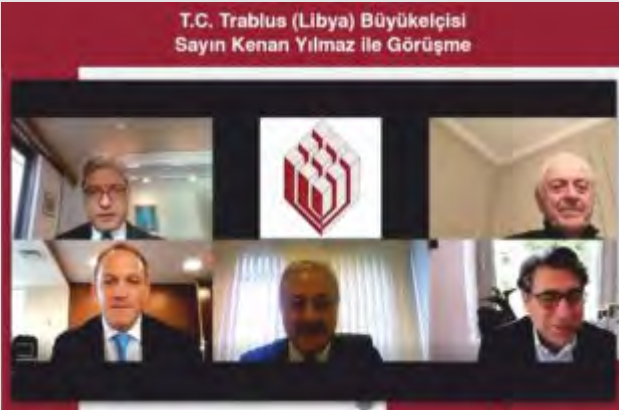 T.C. Trablus (Libya) Büyükelçisi
Sayın Kenan Yılmaz ile Görüşme